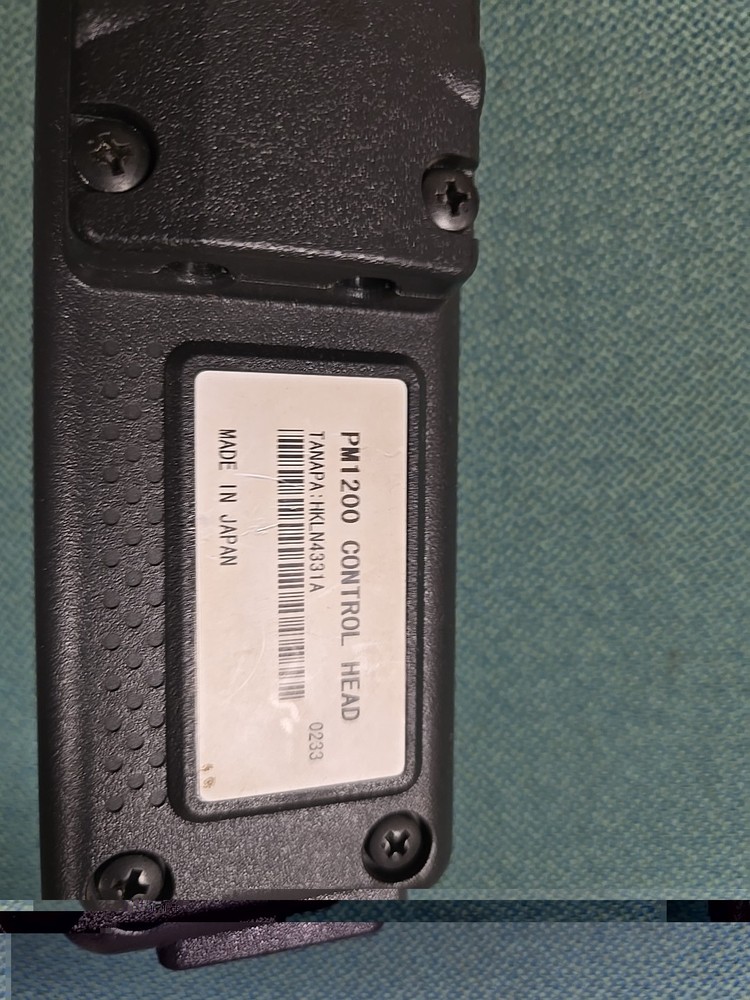 PM1200 CONTROL HEAD
TANAPA:HKLN4331A 0233
MADE IN JAPAN